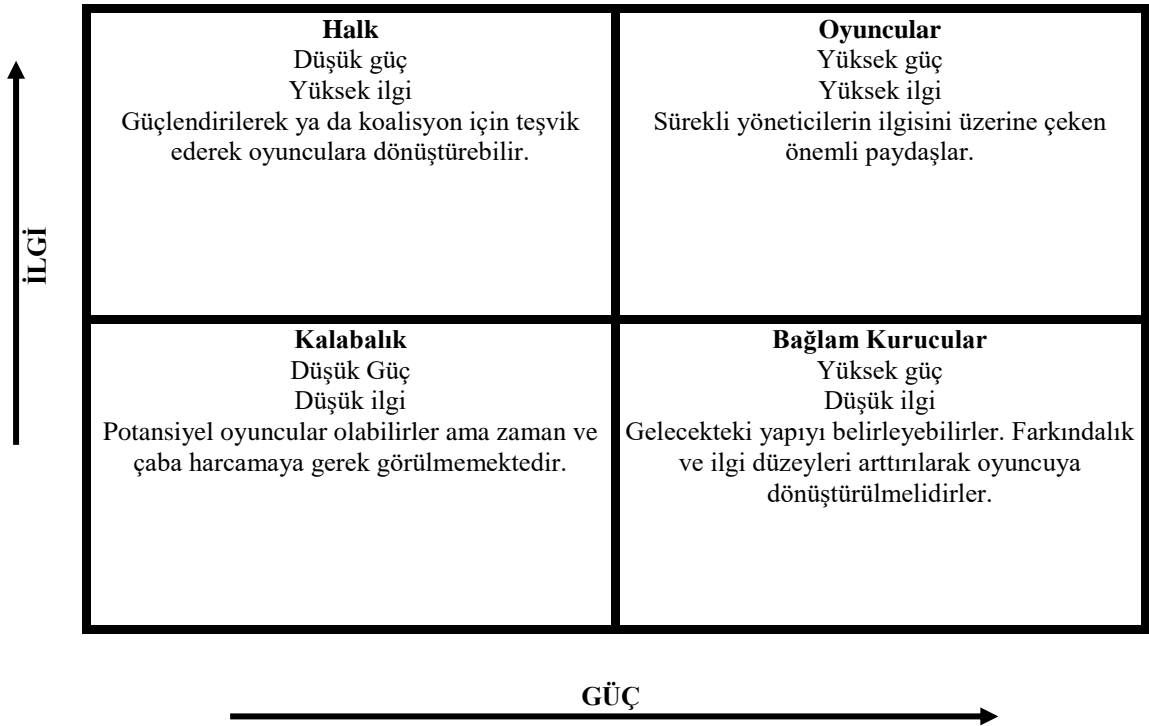 Halk
Düşük güç
Yüksek ilgi
Güçlendirilerek ya da koalisyon için teşvik
ederek oyunculara dönüştürebilir.
Oyuncular
Yüksek güç
Yüksek ilgi
Sürekli yöneticilerin ilgisini üzerine çeken
önemli paydaşlar.
İLGİ
Kalabalık
Düşük Güç
Düşük ilgi
Potansiyel oyuncular olabilirler ama zaman ve
çaba harcamaya gerek görülmemektedir.
Bağlam Kurucular
Yüksek güç
Düşük ilgi
Gelecekteki yapıyı belirleyebilirler. Farkındalık
ve ilgi düzeyleri arttırılarak oyuncuya
dönüştürülmelidirler.
GÜÇ